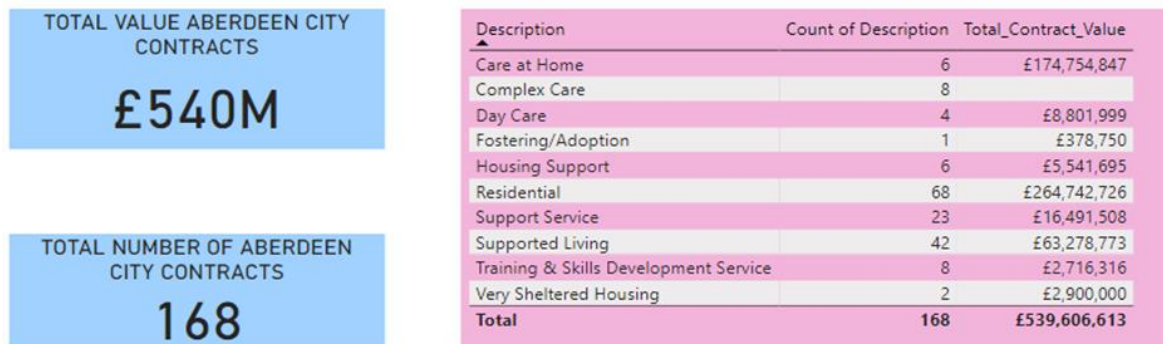 TOTAL VALUE ABERDEEN CITY
CONTRACTS
£540M
TOTAL NUMBER OF ABERDEEN
CITY CONTRACTS
168
Description Count of Description Total_Contract_Value
Care at Home 6 £174,754,847
Complex Care 8
Day Care 4 £8,801,999
Fostering/Adoption 1 £378,750
Housing Support 6 £5,541,695
Residential 68 £264,742,726
Support Service 23 £16,491,508
Supported Living 42 £63,278,773
Training & Skills Development Service 8 £2,716,316
Very Sheltered Housing 2 £2,900,000
Total 168 £539,606,613